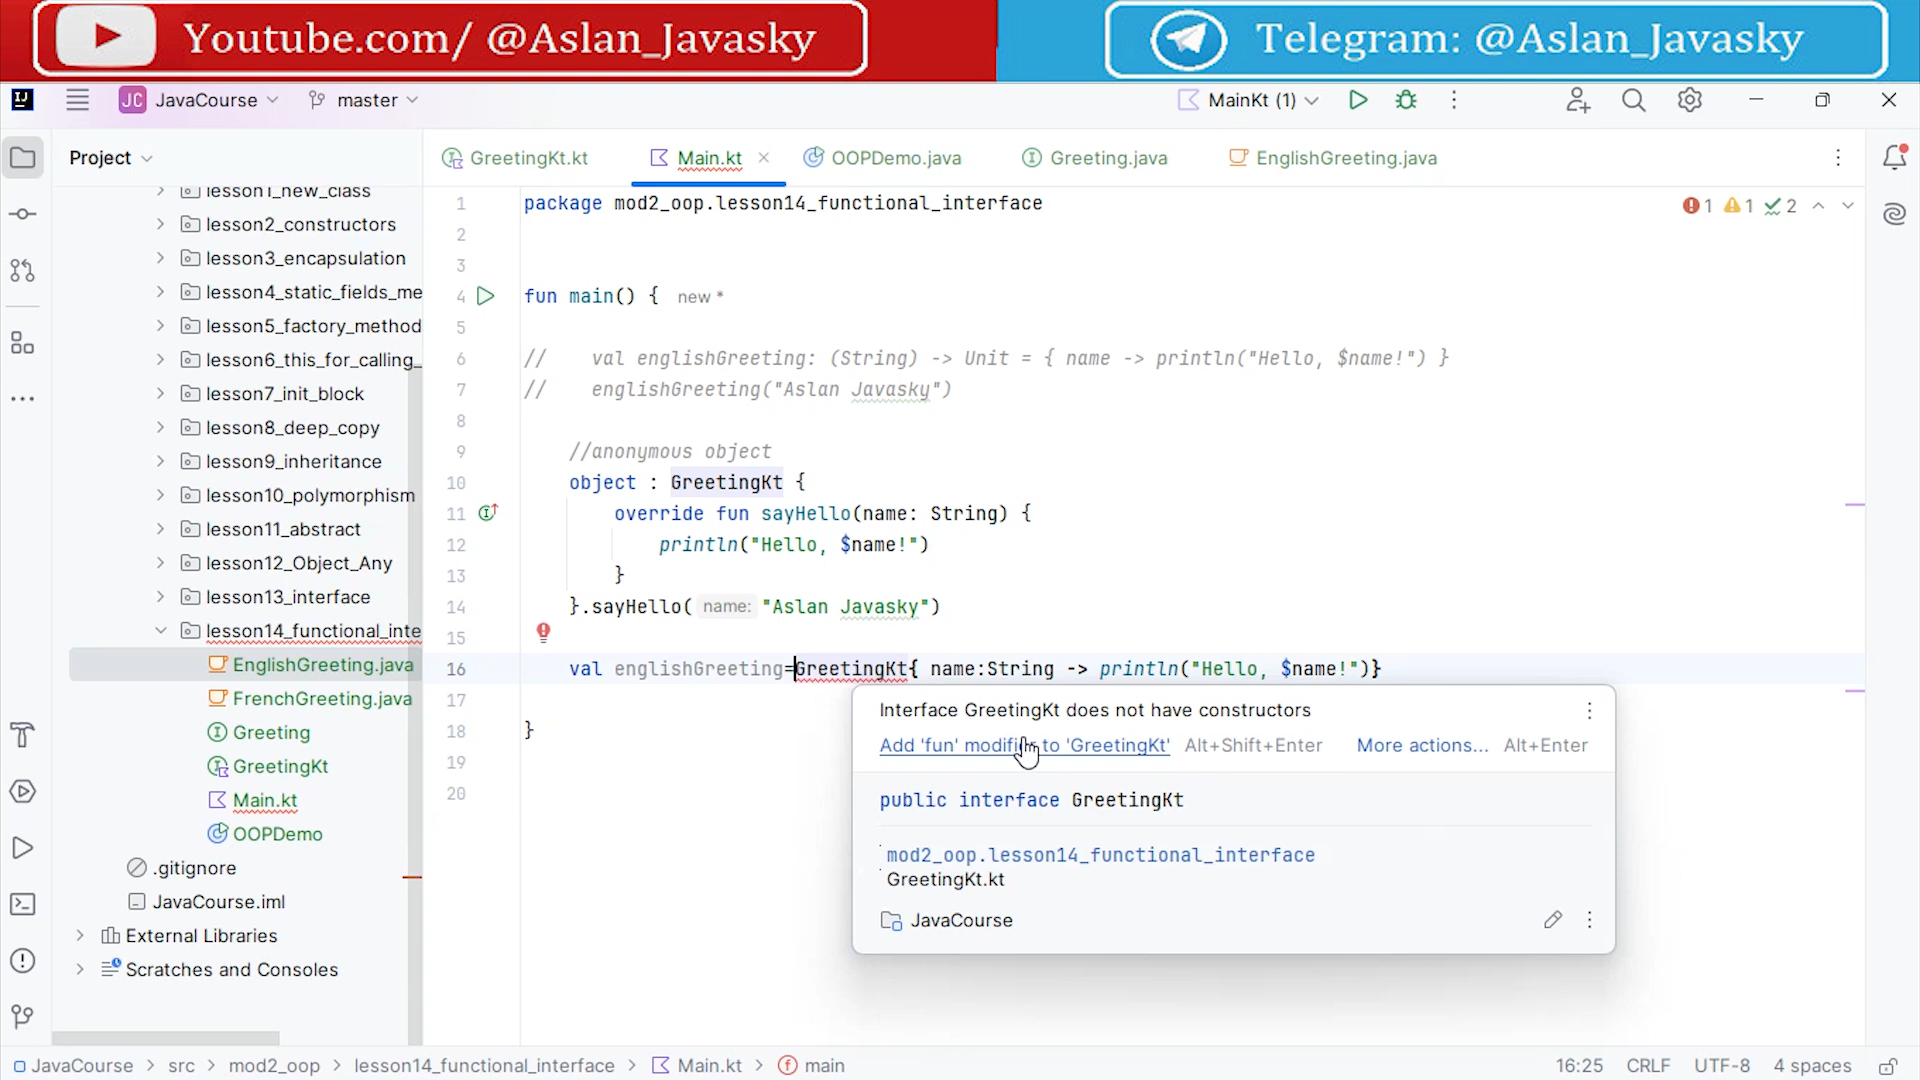 Youtube.com/ @Aslan_Javasky
Telegram: @Aslan_Javasky
JC JavaCourse
master
MainKt (1)
Project
GreetingKt.kt
Main.kt
OOPDemo.java
Greeting.java
EnglishGreeting.java
lesson1_new_class
lesson2_constructors
lesson3_encapsulation
lesson4_static_fields_me
lesson5_factory_method
lesson6_this_for_calling_
lesson7_init_block
lesson8_deep_copy
lesson9_inheritance
lesson10_polymorphism
lesson11_abstract
lesson12_Object_Any
lesson13_interface
lesson14_functional_inte
EnglishGreeting.java
FrenchGreeting.java
Greeting
GreetingKt
Main.kt
OOPDemo
.gitignore
JavaCourse.iml
External Libraries
Scratches and Consoles
1 package mod2_oop.lesson14_functional_interface
1 1 2
2
3
4 fun main() { new *
5
6 // val englishGreeting: (String) -> Unit = { name -> println("Hello, $name!") }
7 // englishGreeting("Aslan Javasky")
8
9 //anonymous object
10 object : GreetingKt {
11 override fun sayHello(name: String) {
12 println("Hello, $name!")
13 }
14 }.sayHello( name: "Aslan Javasky")
15
16 val englishGreeting=GreetingKt{ name:String -> println("Hello, $name!")}
17
18 }
19
20
Interface GreetingKt does not have constructors
Add 'fun' modifier to 'GreetingKt' Alt+Shift+Enter More actions... Alt+Enter
public interface GreetingKt
mod2_oop.lesson14_functional_interface
GreetingKt.kt
JavaCourse
JavaCourse > src > mod2_oop > lesson14_functional_interface > Main.kt > main
16:25 CRLF UTF-8 4 spaces